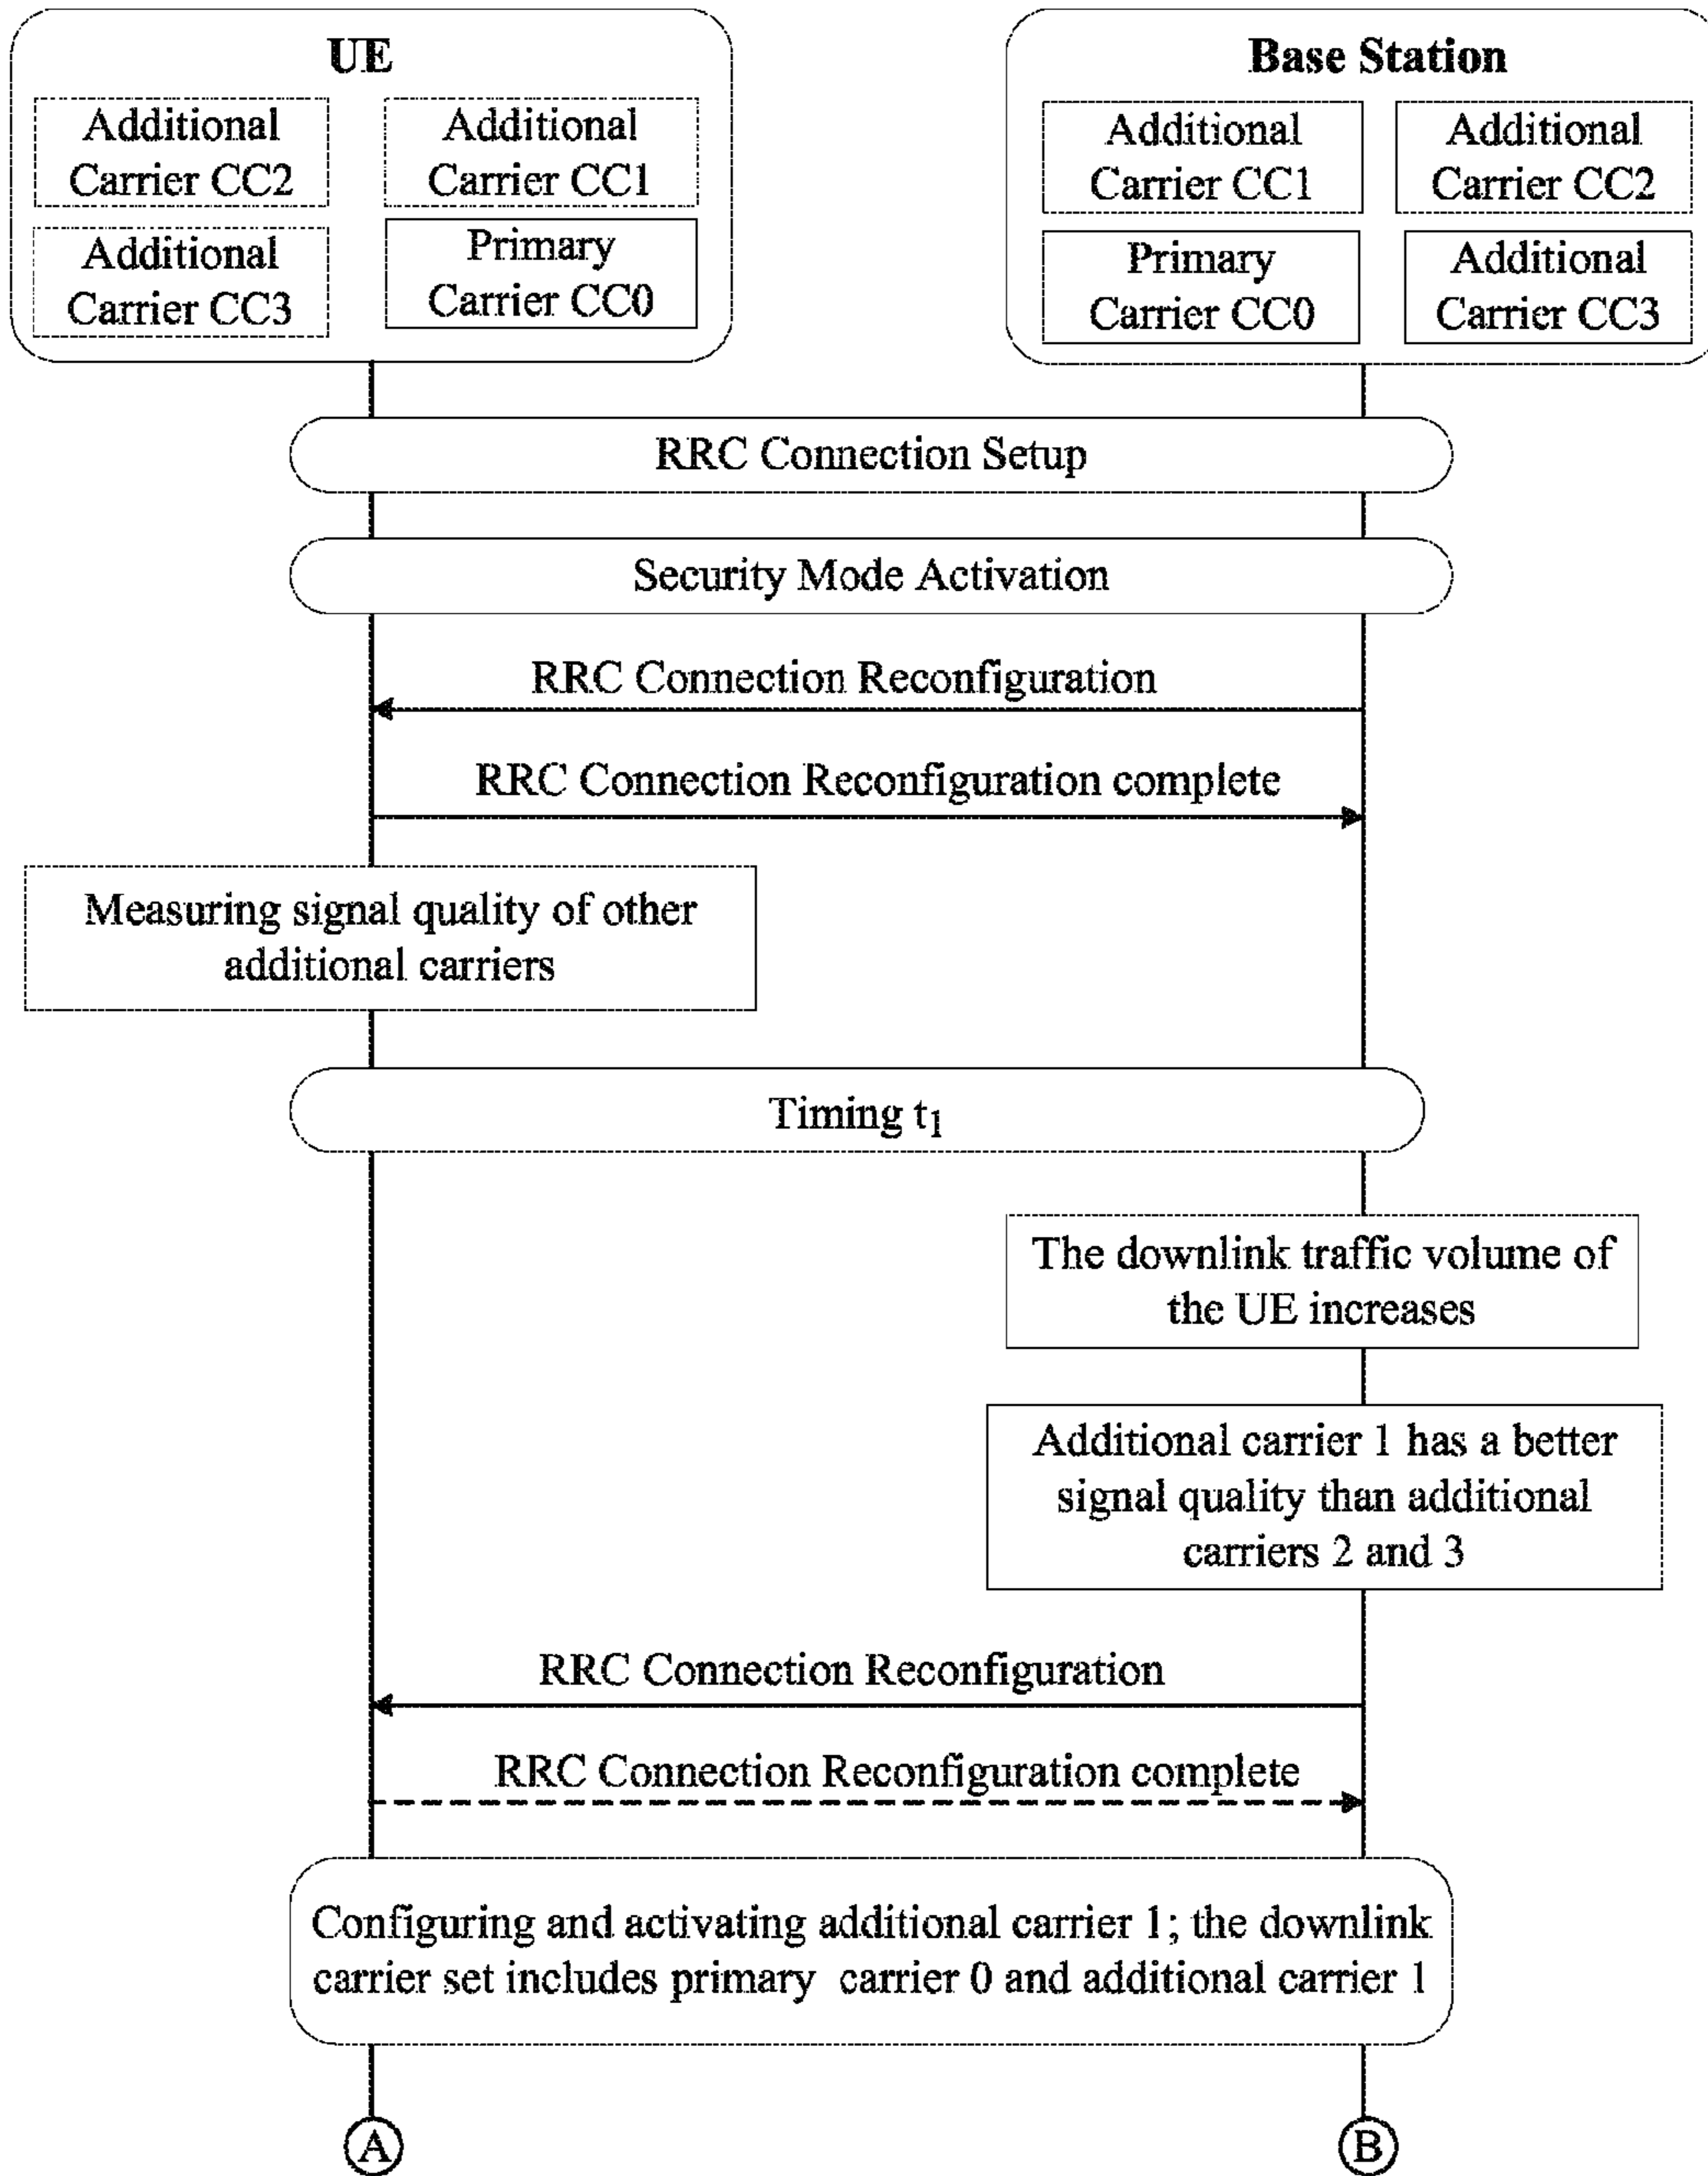 UE
Additional
Carrier CC2
Additional
Carrier CC1
Additional
Carrier CC3
Primary
Carrier CC0
Base Station
Additional
Carrier CC1
Additional
Carrier CC2
Primary
Carrier CC0
Additional
Carrier CC3
RRC Connection Setup
Security Mode Activation
RRC Connection Reconfiguration
RRC Connection Reconfiguration complete
Measuring signal quality of other
additional carriers
Timing t1
The downlink traffic volume of
the UE increases
Additional carrier 1 has a better
signal quality than additional
carriers 2 and 3
RRC Connection Reconfiguration
RRC Connection Reconfiguration complete
Configuring and activating additional carrier 1; the downlink
carrier set includes primary carrier 0 and additional carrier 1
A
B